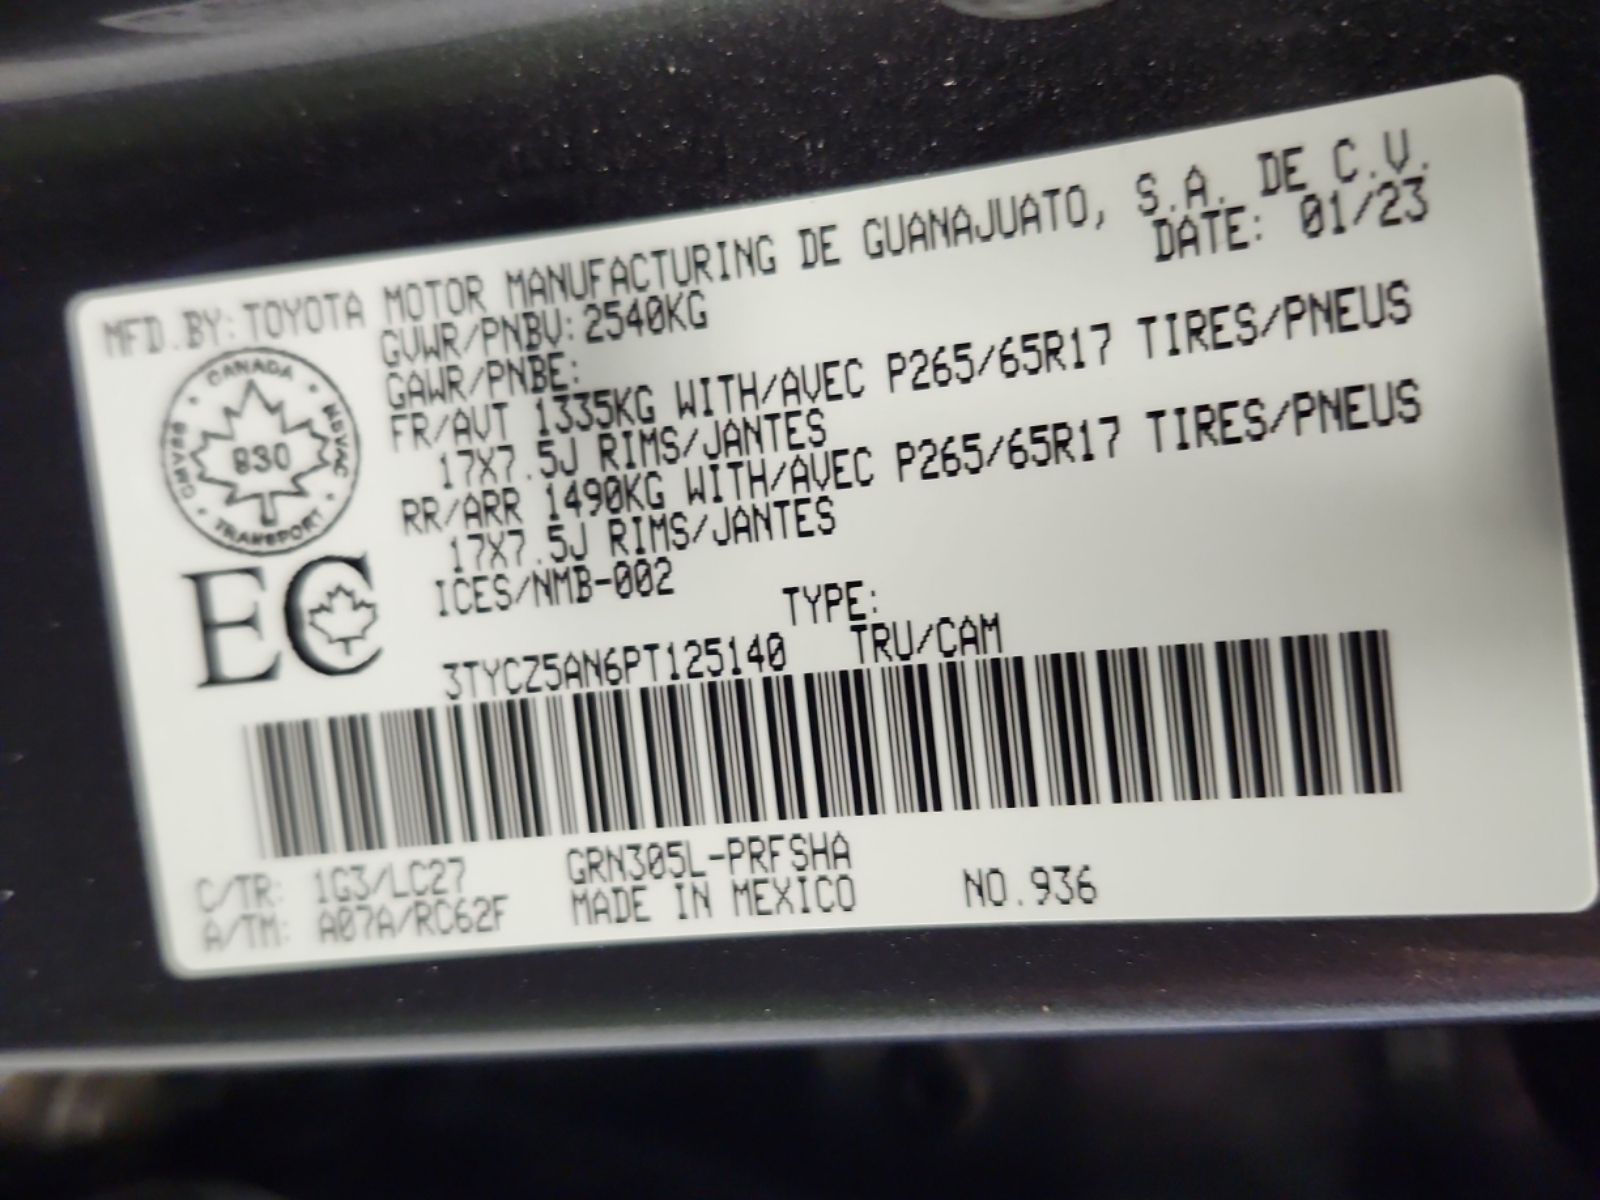 MFD.BY: TOYOTA MOTOR MANUFACTURING DE GUANAJUATO, S.A. DE C.V.
GVWR/PNBV: 2540KG DATE: 01/23
GAWR/PNBE:
FR/AVT 1335KG WITH/AVEC P265/65R17 TIRES/PNEUS
17X7.5J RIMS/JANTES
RR/ARR 1490KG WITH/AVEC P265/65R17 TIRES/PNEUS
17X7.5J RIMS/JANTES
ICES/NMB-002
CANADA
NSVAC
930
TRANSPORT
EC
TYPE:
3TYCZ5AN6PT125140 TRU/CAM
C/TR: 1G3/LC27 GRN305L-PRFSHA
A/TM: A07A/RC62F MADE IN MEXICO NO.936